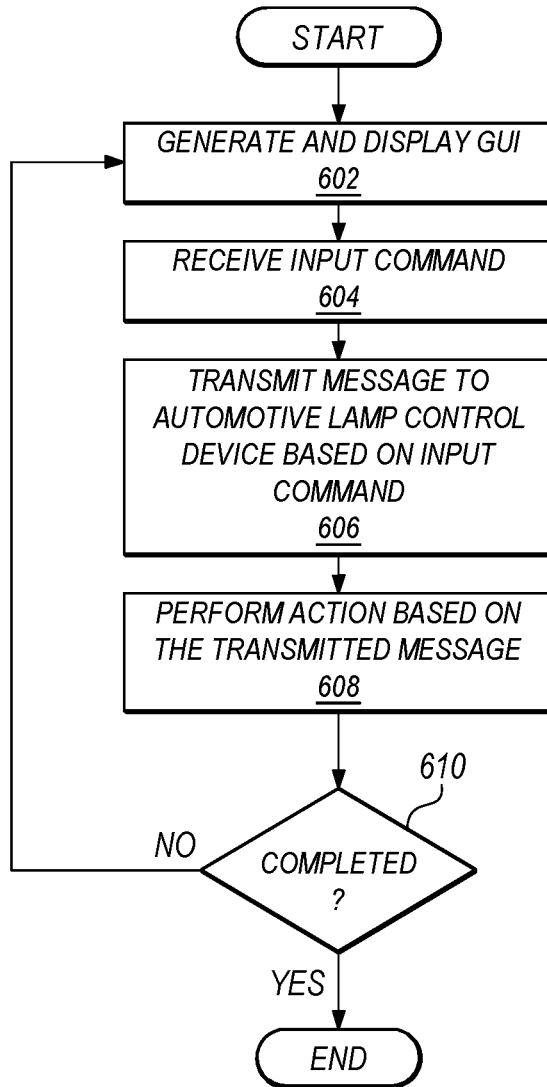 START
GENERATE AND DISPLAY GUI
602
RECEIVE INPUT COMMAND
604
TRANSMIT MESSAGE TO
AUTOMOTIVE LAMP CONTROL
DEVICE BASED ON INPUT
COMMAND
606
PERFORM ACTION BASED ON
THE TRANSMITTED MESSAGE
608
610
NO
COMPLETED
?
YES
END